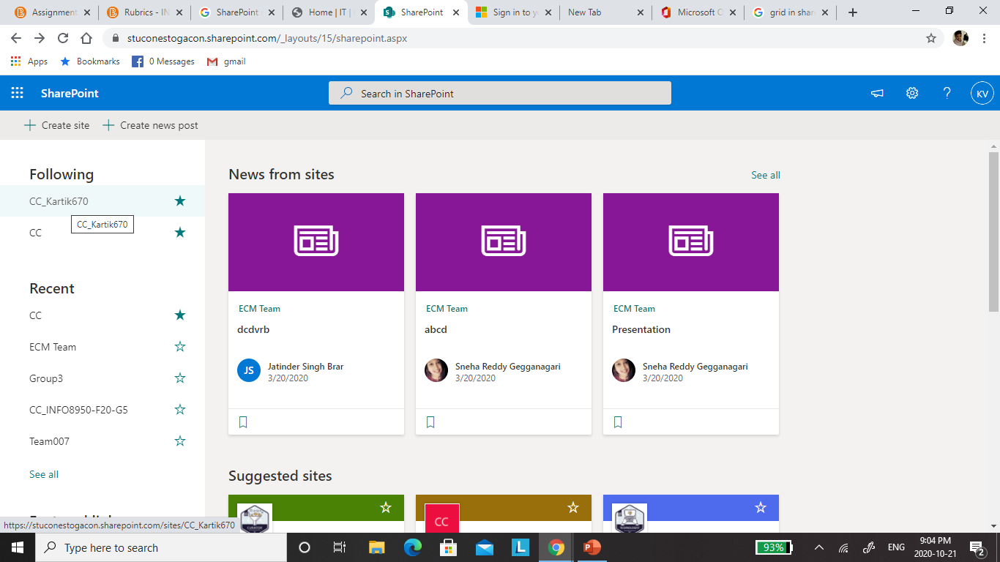 Assignment
Rubrics - IN
SharePoint
Home | IT |
SharePoint
Sign in to y
New Tab
Microsoft O
grid in shar
stuconestogacon.sharepoint.com/_layouts/15/sharepoint.aspx
Apps
Bookmarks
0 Messages
gmail
SharePoint
Search in SharePoint
KV
Create site
Create news post
Following
CC_Kartik670
CC_Kartik670
CC
Recent
CC
ECM Team
Group3
CC_INFO8950-F20-G5
Team007
See all
News from sites
See all
ECM Team
dcdvrb
JS
Jatinder Singh Brar
3/20/2020
ECM Team
abcd
Sneha Reddy Gegganagari
3/20/2020
ECM Team
Presentation
Sneha Reddy Gegganagari
3/20/2020
Suggested sites
CC
https://stuconestogacon.sharepoint.com/sites/CC_Kartik670
Type here to search
93%
ENG
9:04 PM
2020-10-21
2